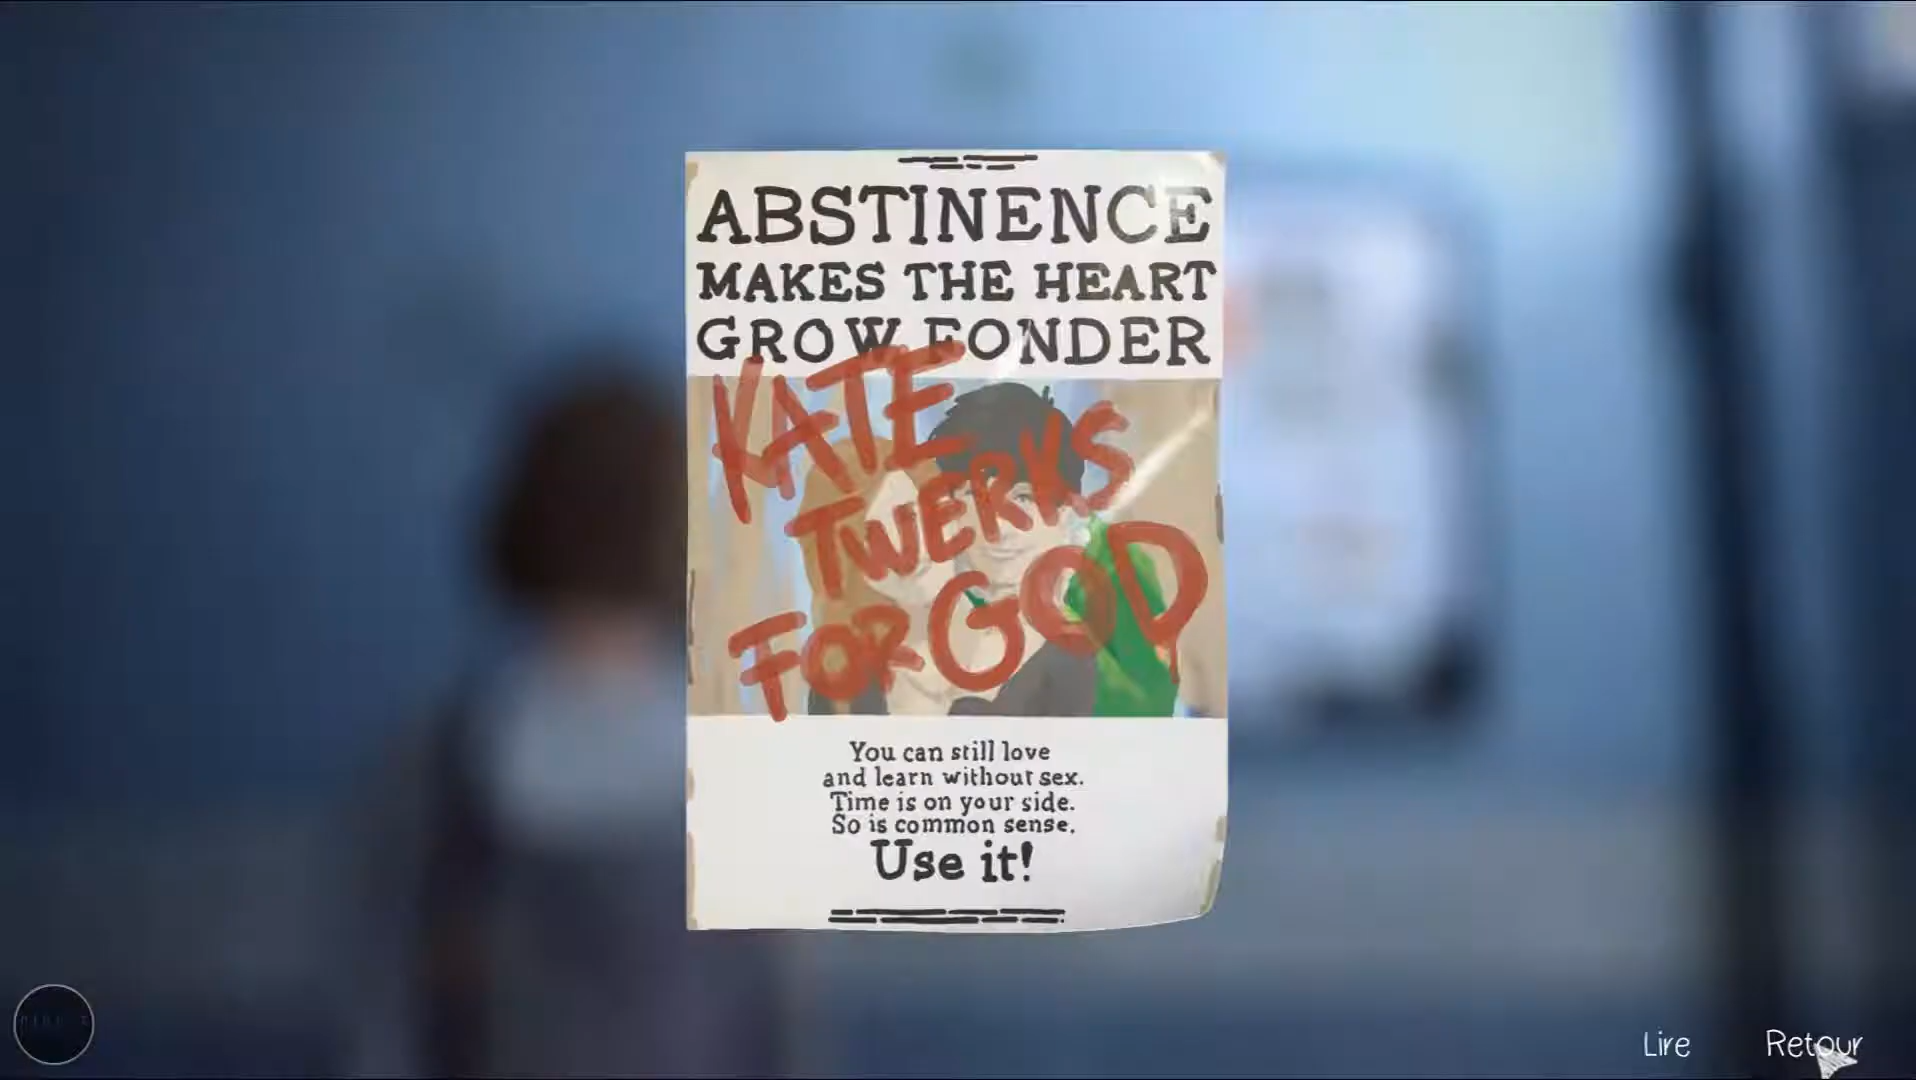 ABSTINENCE
MAKES THE HEART
GROW FONDER
KATE
TWERKS
FOR GOD
You can still love
and learn without sex.
Time is on your side.
So is common sense.
Use it!
Lire
Retour